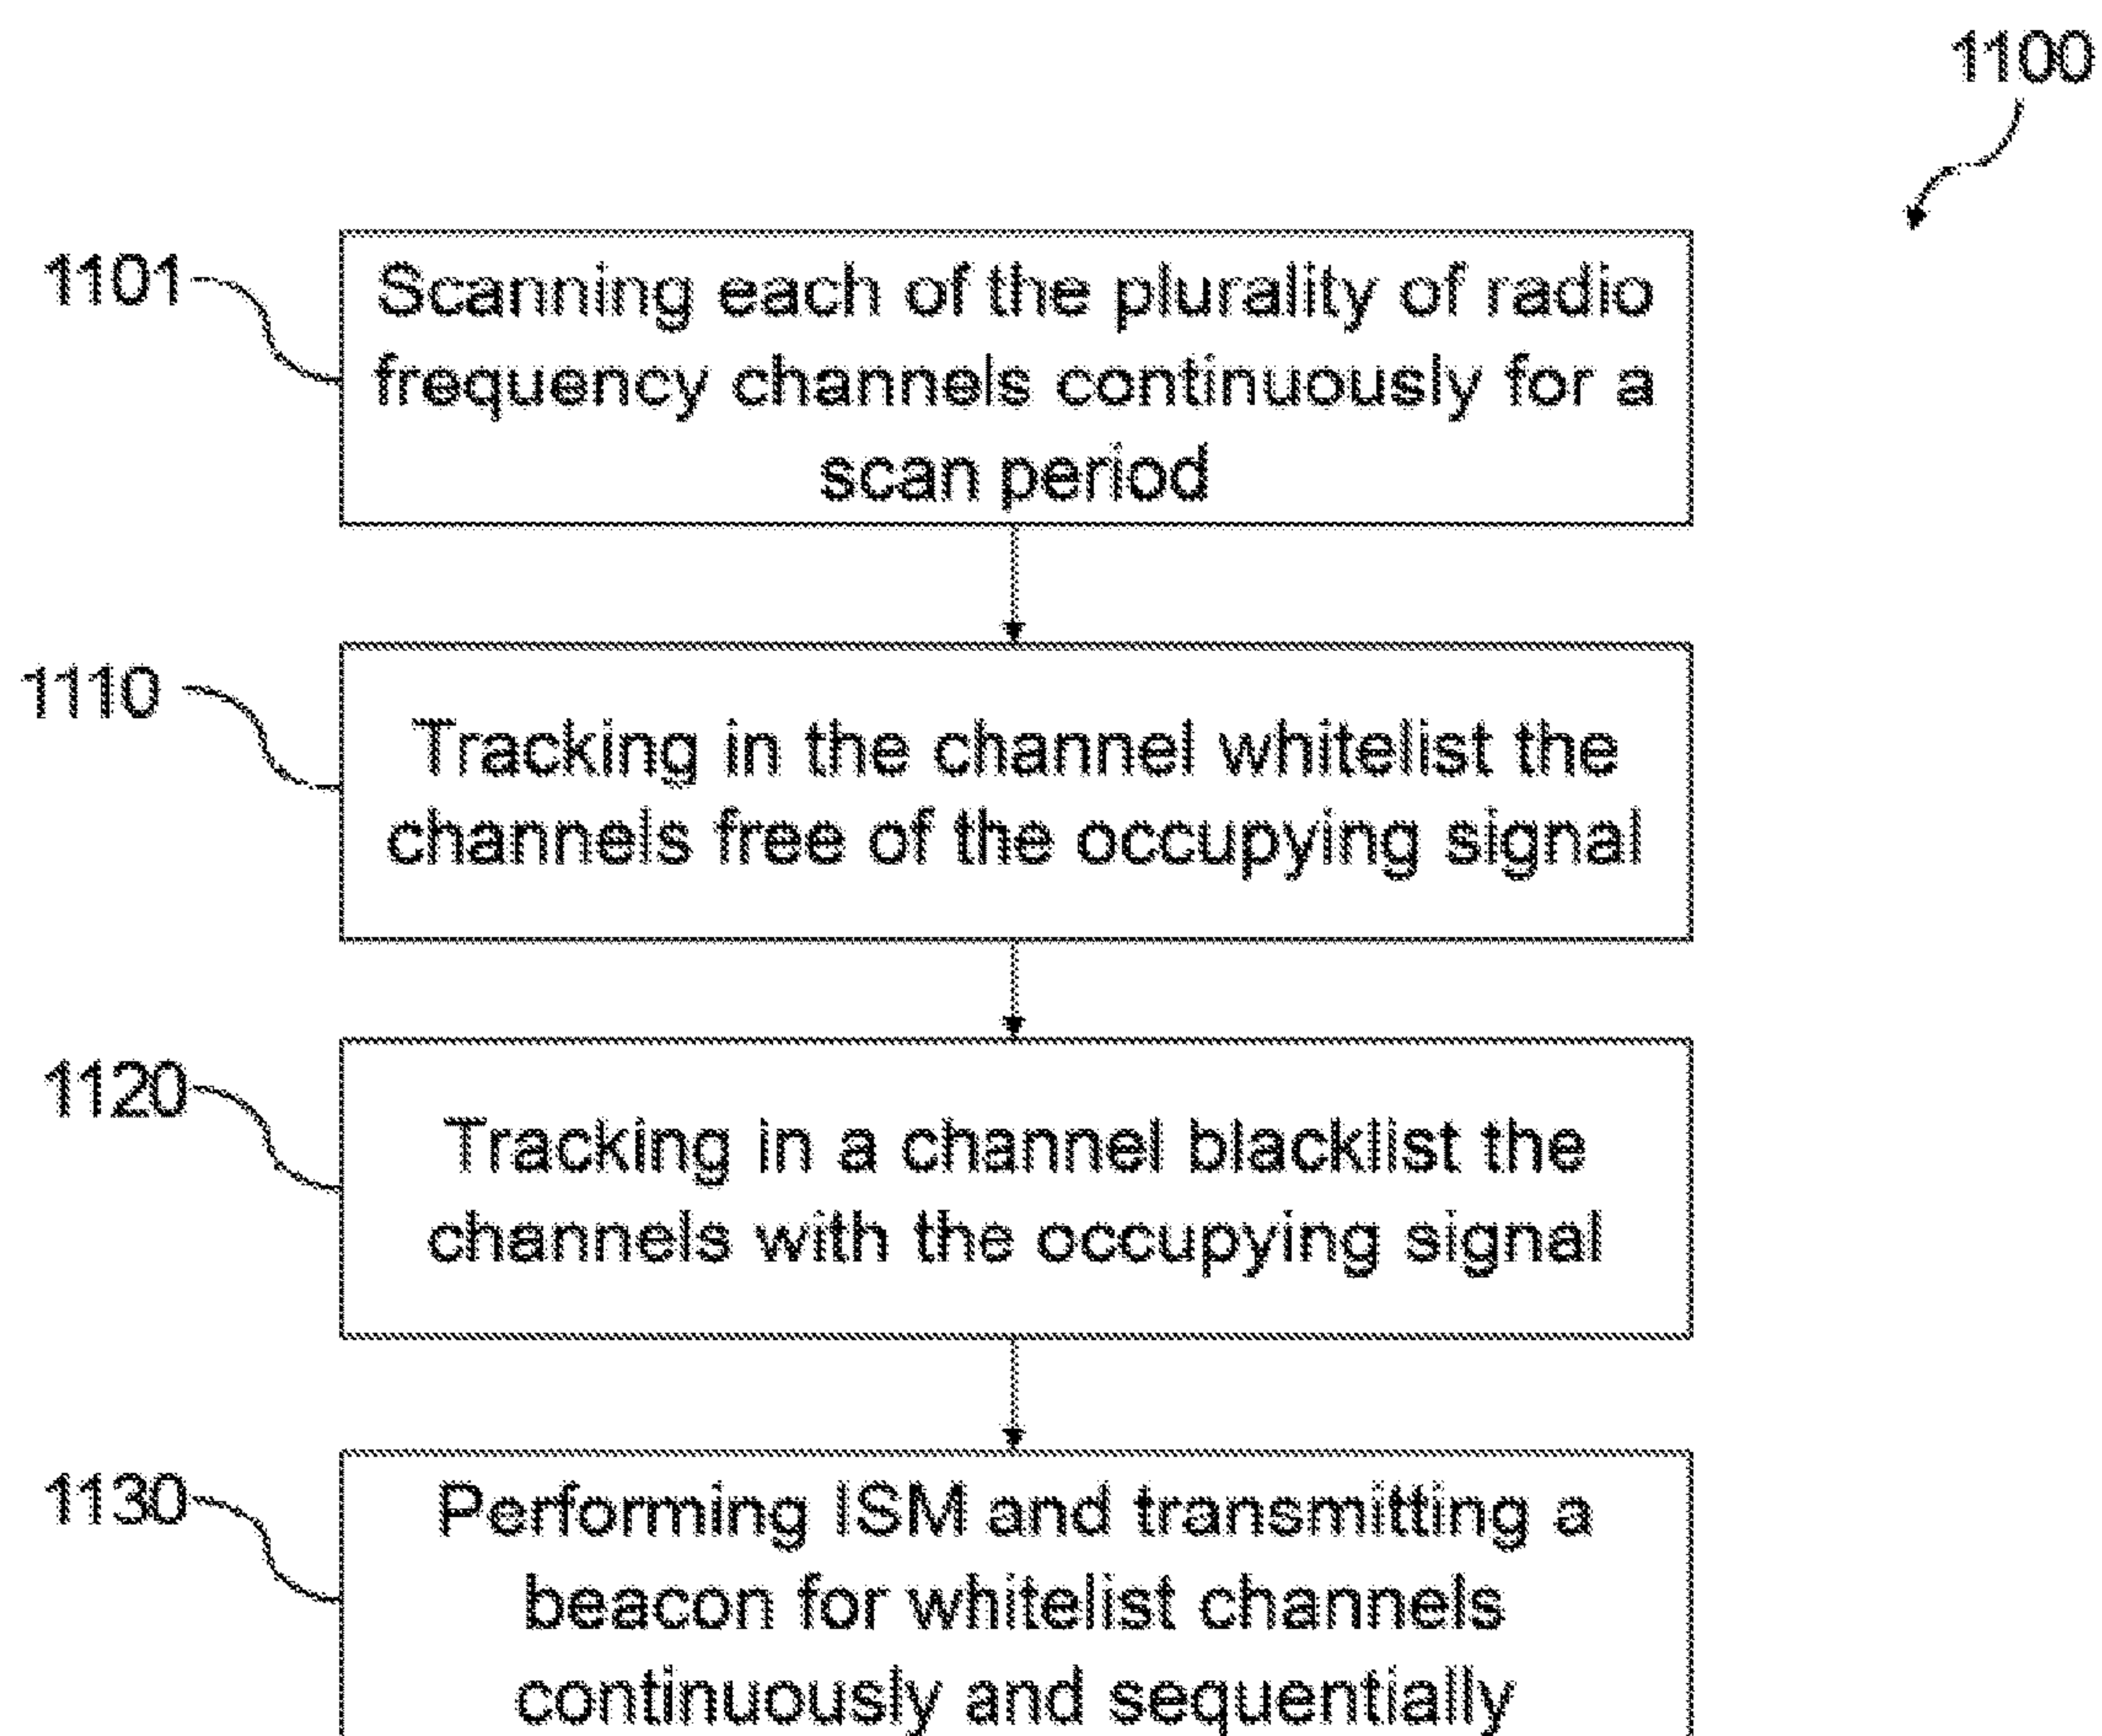 1100
1101
Scanning each of the plurality of radio
frequency channels continuously for a
scan period
1110
Tracking in the channel whitelist the
channels free of the occupying signal
1120
Tracking in a channel blacklist the
channels with the occupying signal
1130
Performing ISM and transmitting a
beacon for whitelist channels
continuously and sequentially